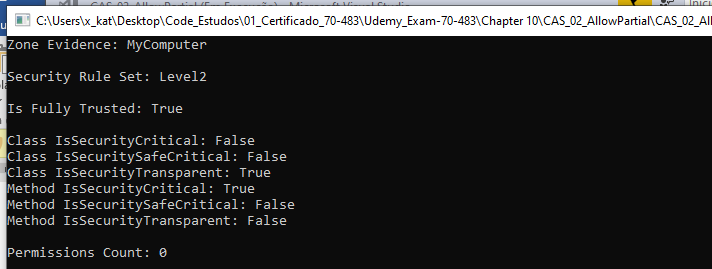 C:\Users\x_kat\Desktop\Code_Estudos\01_Certificado_70-483\Udemy_Exam-70-483\Chapter 10\CAS_02_AllowPartial\CAS_02_Al
Zone Evidence: MyComputer
Security Rule Set: Level2
Is Fully Trusted: True
Class IsSecurityCritical: False
Class IsSecuritySafeCritical: False
Class IsSecurityTransparent: True
Method IsSecurityCritical: True
Method IsSecuritySafeCritical: False
Method IsSecurityTransparent: False
Permissions Count: 0